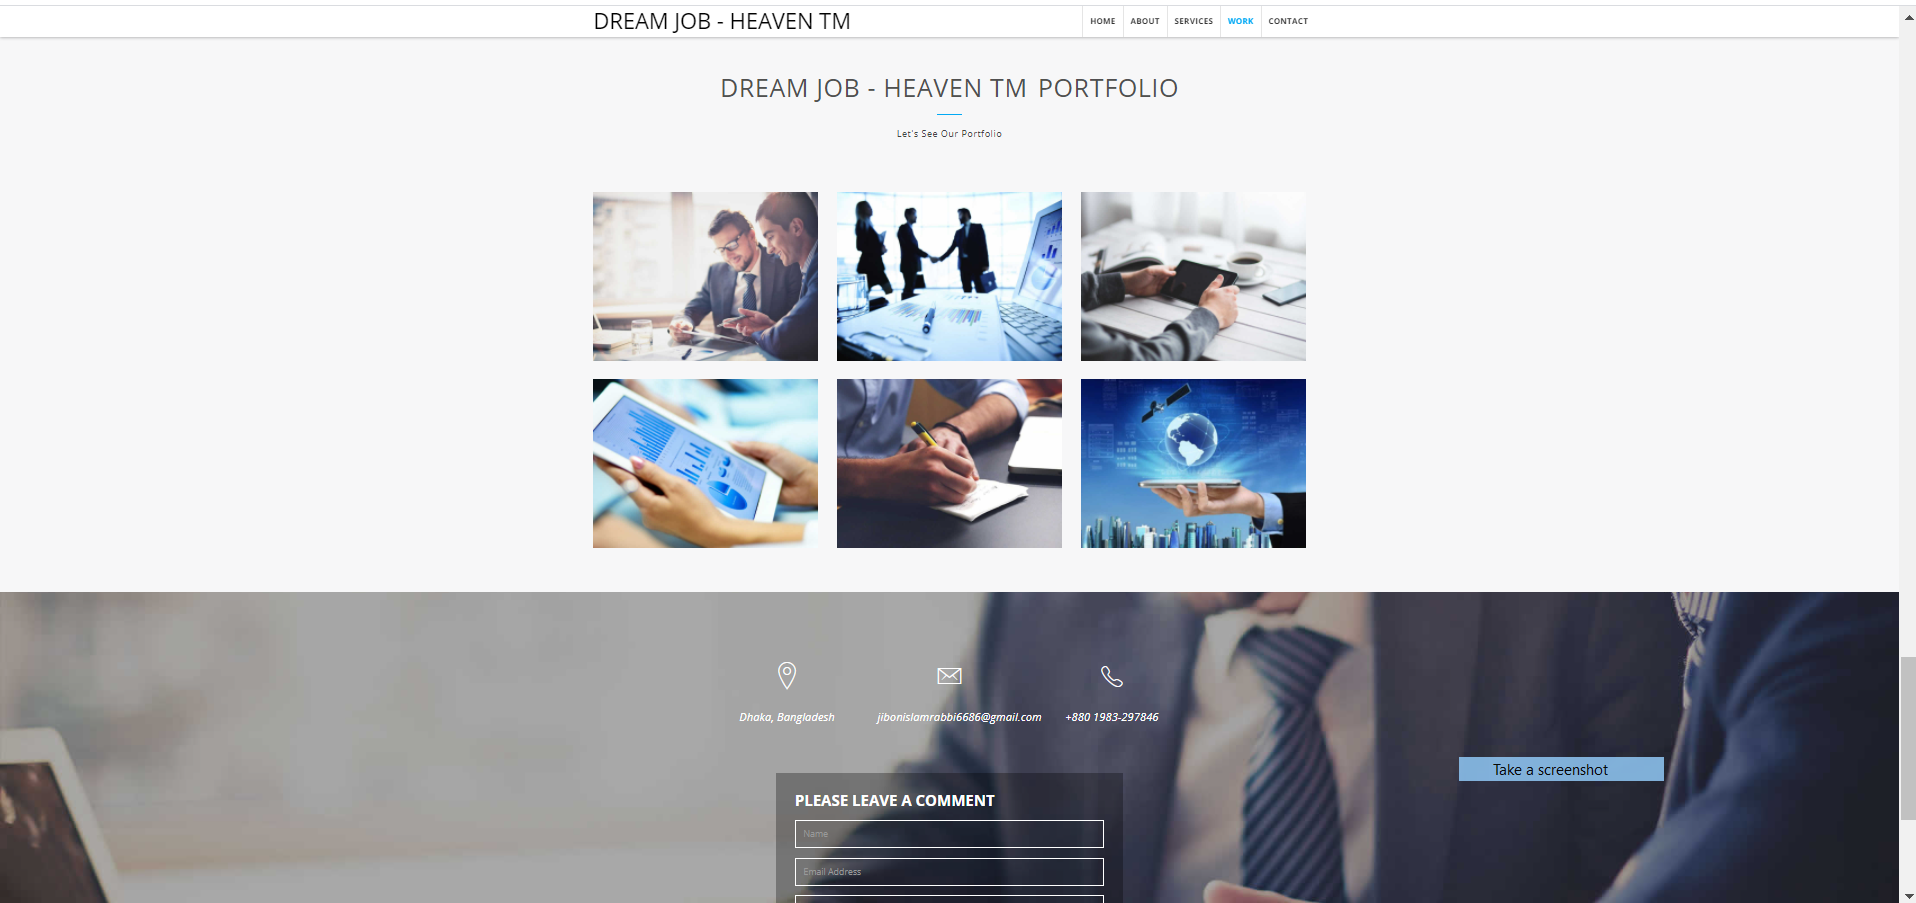 DREAM JOB - HEAVEN TM
HOME ABOUT SERVICES WORK CONTACT
DREAM JOB - HEAVEN TM PORTFOLIO
Let's See Our Portfolio
Dhaka, Bangladesh
jibonislamrabbi6686@gmail.com
+880 1983-297846
Take a screenshot
PLEASE LEAVE A COMMENT
Name
Email Address